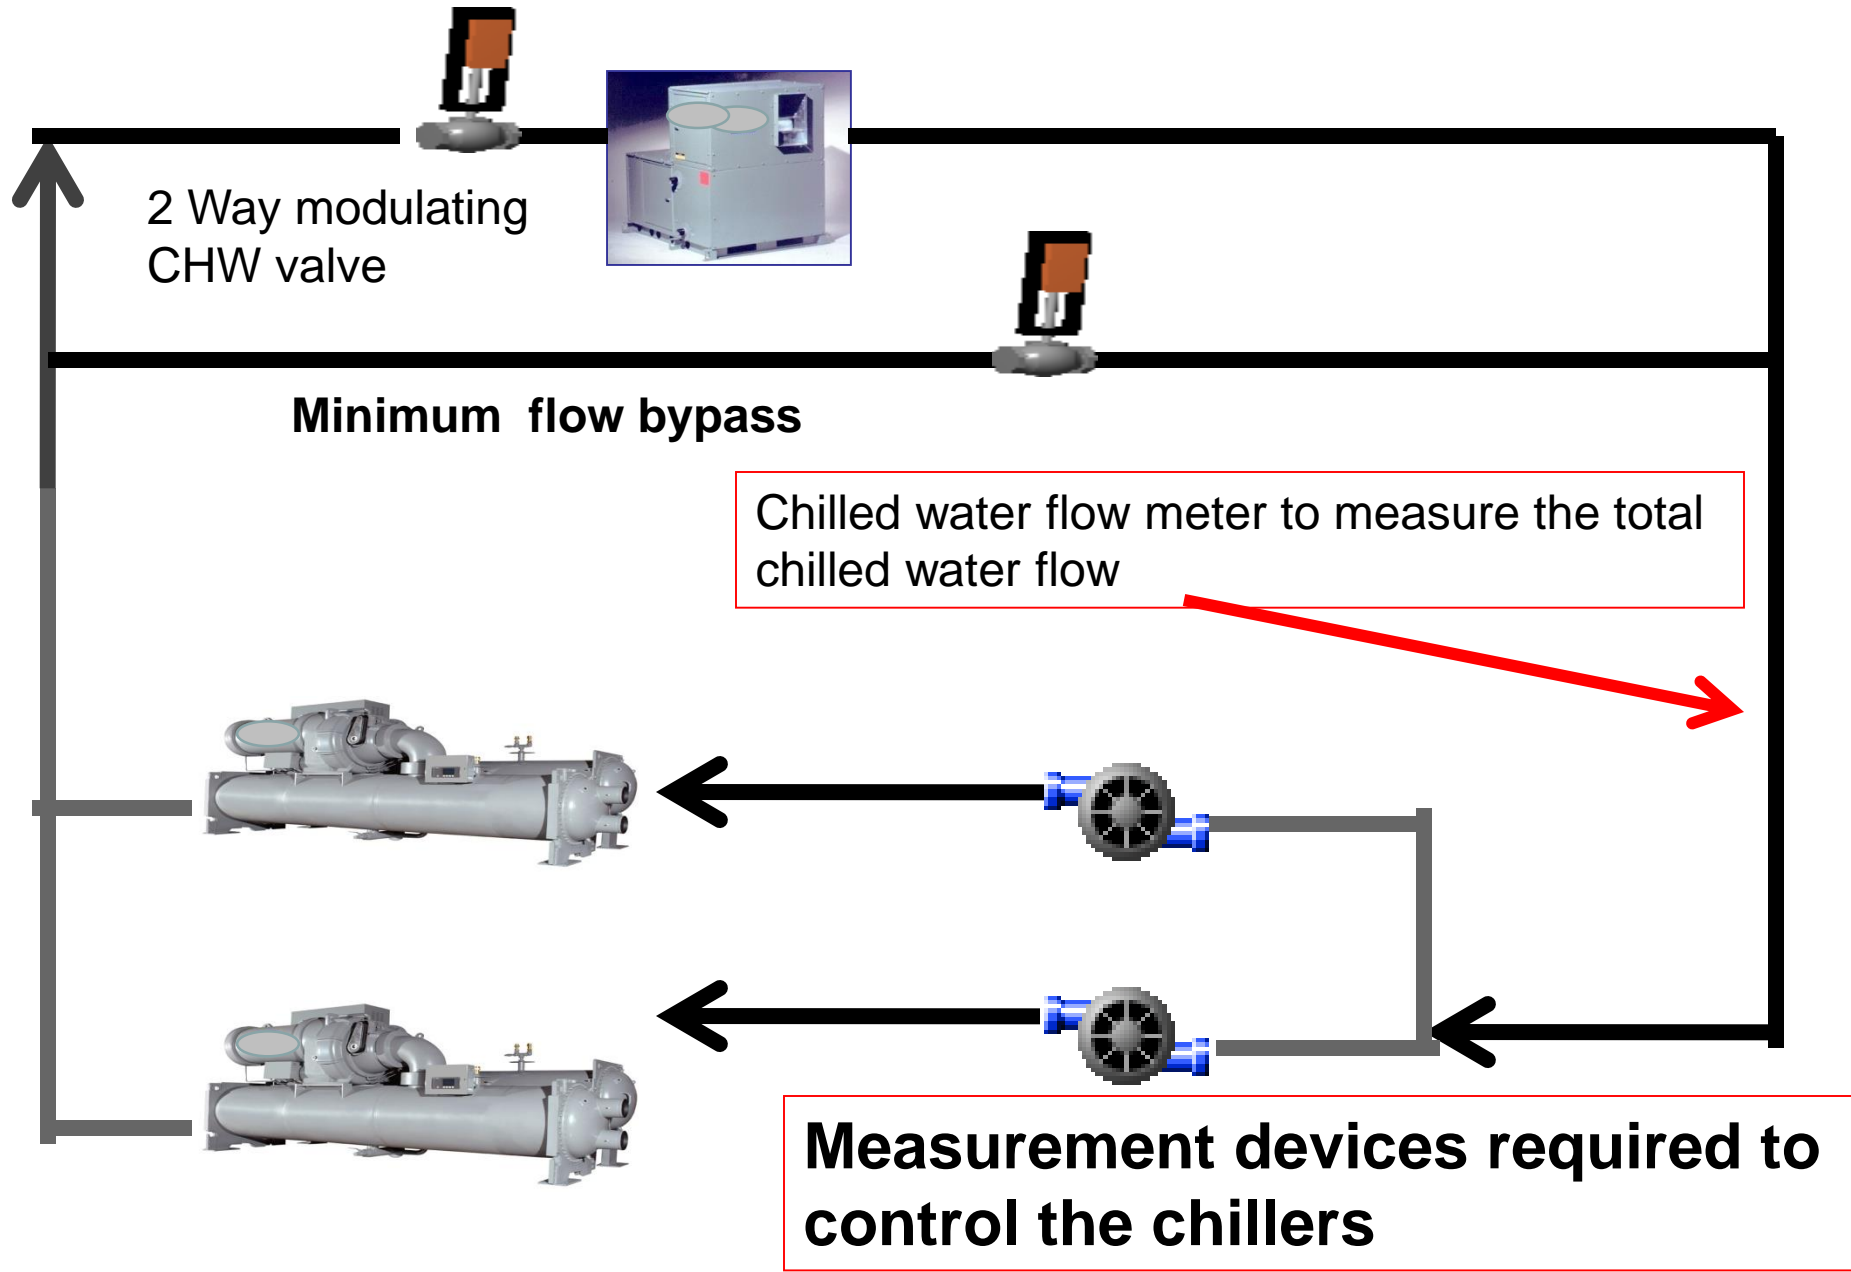 2 Way modulating
CHW valve
Minimum flow bypass
Chilled water flow meter to measure the total
chilled water flow
Measurement devices required to
control the chillers